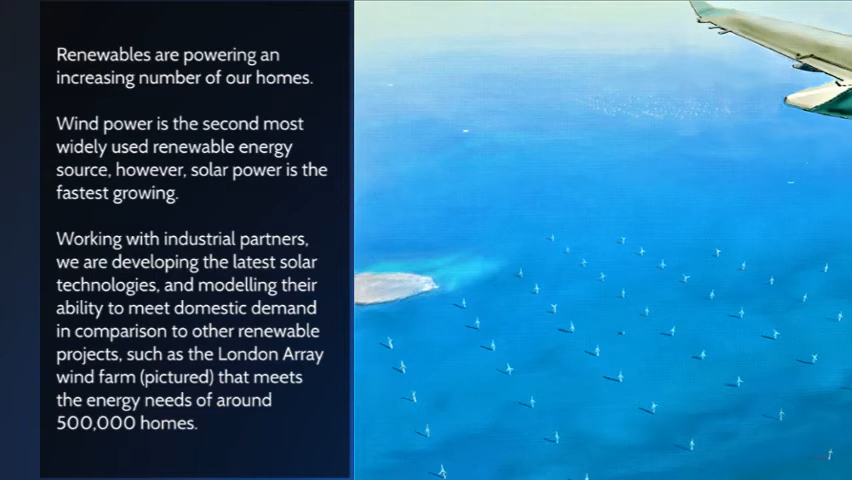 Renewables are powering an
increasing number of our homes.
Wind power is the second most
widely used renewable energy
source, however, solar power is the
fastest growing.
Working with industrial partners,
we are developing the latest solar
technologies, and modelling their
ability to meet domestic demand
in comparison to other renewable
projects, such as the London Array
wind farm (pictured) that meets
the energy needs of around
500,000 homes.